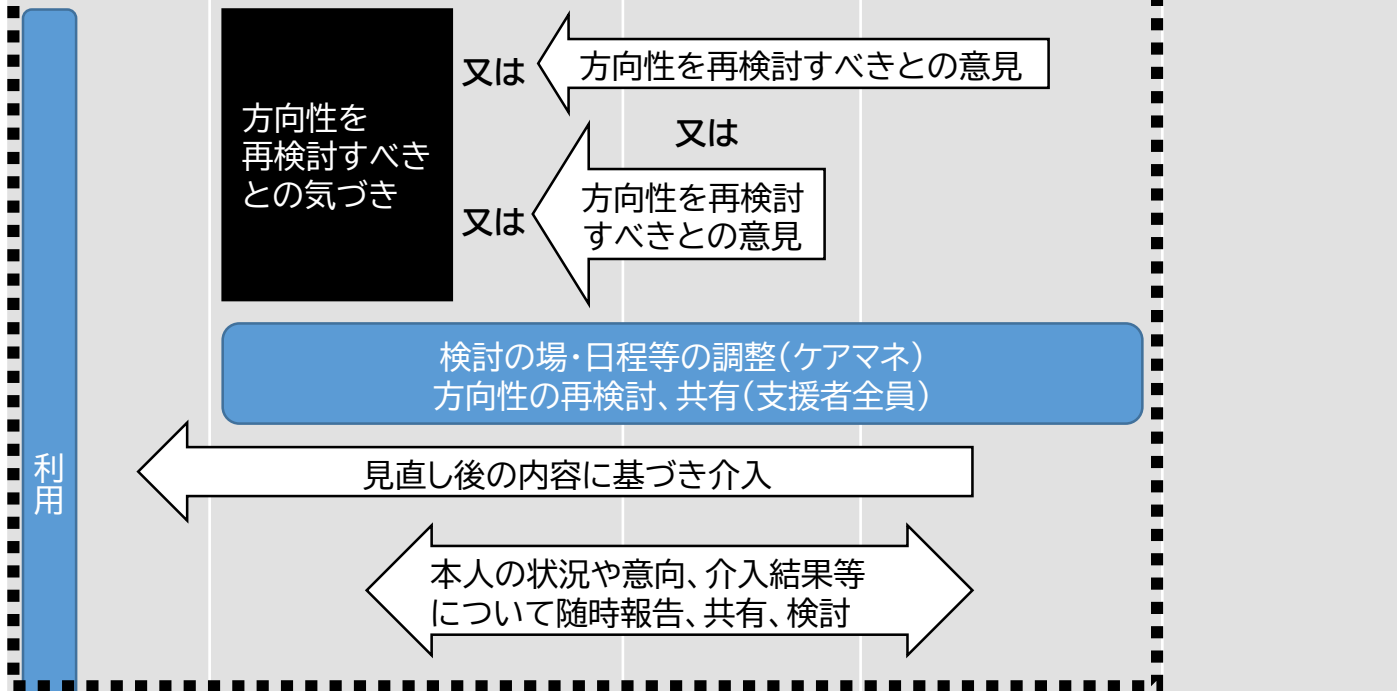 方向性を
再検討すべき
との気づき
又は
方向性を再検討すべきとの意見
又は
又は
方向性を再検討
すべきとの意見
検討の場・日程等の調整(ケアマネ)
方向性の再検討、共有(支援者全員)
利用
見直し後の内容に基づき介入
本人の状況や意向、介入結果等
について随時報告、共有、検討